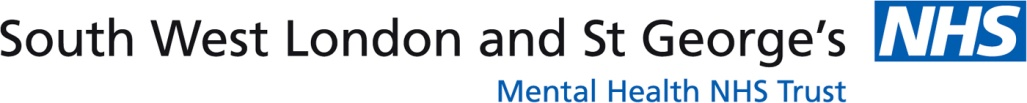 South West London and St George's NHS
Mental Health NHS Trust